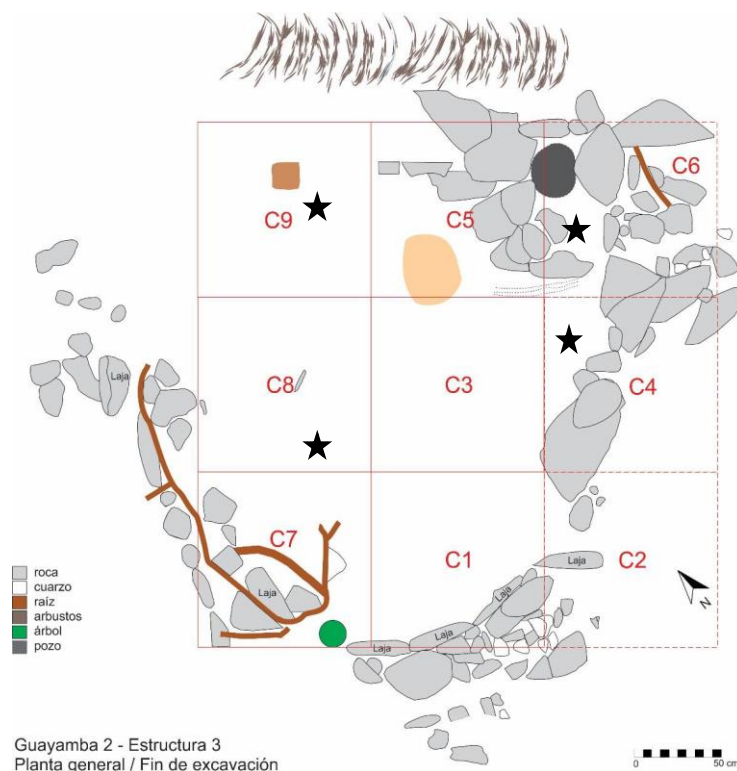 C6
C9
C5
Laja
C8
C3
C4
C7
C1
C2
Laja
Laja
Laja
Laja
Laja
N
roca
cuarzo
raíz
arbustos
árbol
pozo
Guayamba 2 - Estructura 3
Planta general / Fin de excavación
0 50 cm